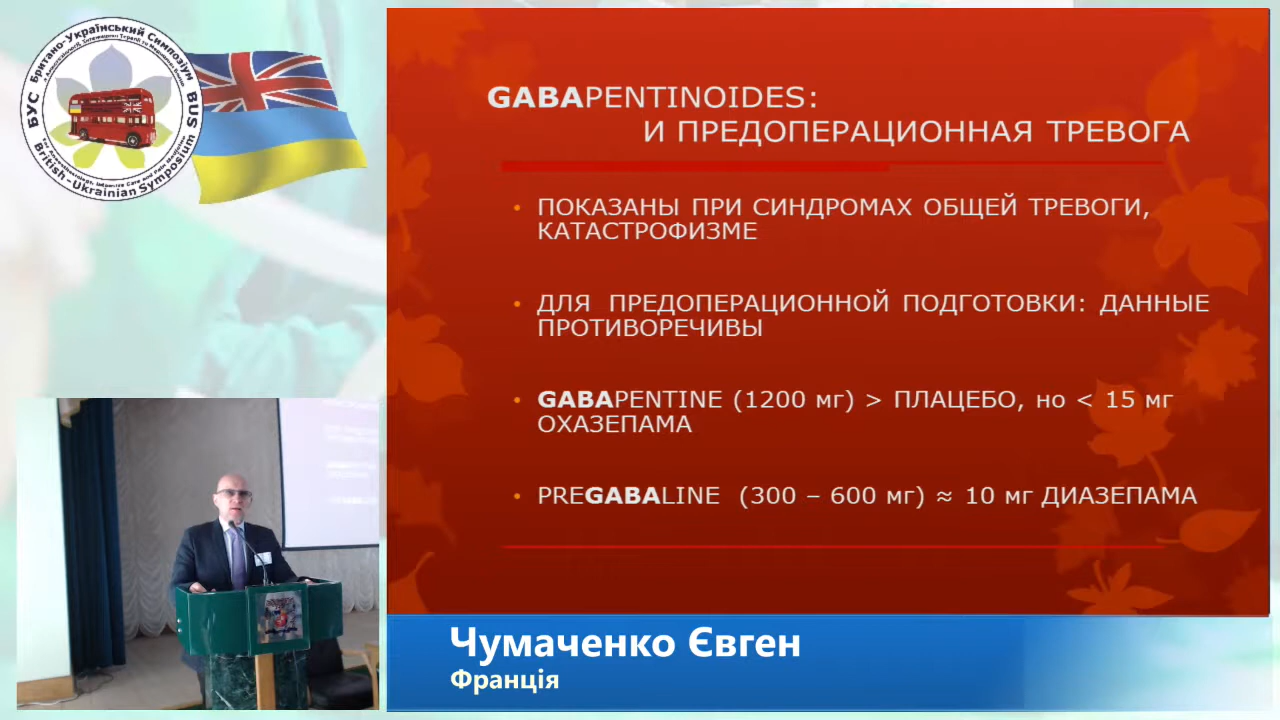 Британо-Український Симпозіум
БУС
BUS
British-Ukrainian Symposium
GABAPENTINOIDES:
И ПРЕДОПЕРАЦИОННАЯ ТРЕВОГА
• ПОКАЗАНЫ ПРИ СИНДРОМАХ ОБЩЕЙ ТРЕВОГИ,
КАТАСТРОФИЗМЕ
• ДЛЯ ПРЕДОПЕРАЦИОННОЙ ПОДГОТОВКИ: ДАННЫЕ
ПРОТИВОРЕЧИВЫ
• GABAPENTINE (1200 мг) > ПЛАЦЕБО, но < 15 мг
ОХАЗЕПАМА
• PREGABALINE (300 – 600 мг) ≈ 10 мг ДИАЗЕПАМА
Чумаченко Євген
Франція